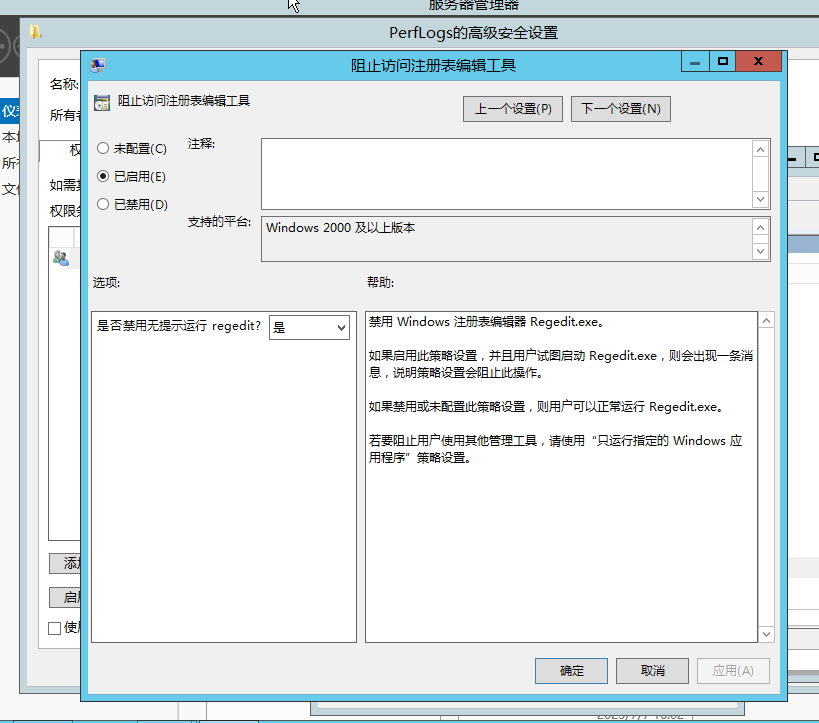 服务器管理器
PerfLogs的高级安全设置
阻止访问注册表编辑工具
名称:
所有者
仪
本
所有
文
如需
权限
添
启
使
阻止访问注册表编辑工具
上一个设置(P)
下一个设置(N)
未配置(C)
注释:
已启用(E)
已禁用(D)
支持的平台:
Windows 2000 及以上版本
选项:
帮助:
是否禁用无提示运行 regedit?
是
禁用 Windows 注册表编辑器 Regedit.exe。
如果启用此策略设置，并且用户试图启动 Regedit.exe，则会出现一条消
息，说明策略设置会阻止此操作。
如果禁用或未配置此策略设置，则用户可以正常运行 Regedit.exe。
若要阻止用户使用其他管理工具，请使用“只运行指定的 Windows 应
用程序”策略设置。
确定
取消
应用(A)